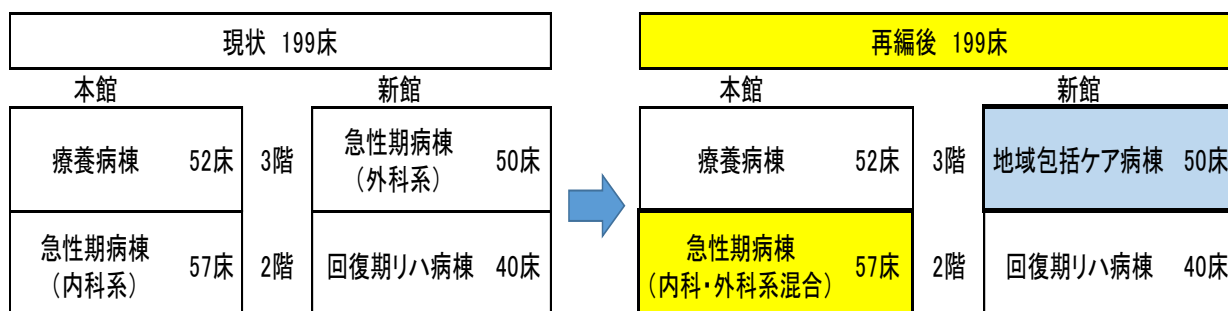 現状 199床
本館 新館
療養病棟 52床 3階 急性期病棟
（外科系） 50床
急性期病棟
（内科系） 57床 2階 回復期リハ病棟 40床
再編後 199床
本館 新館
療養病棟 52床 3階 地域包括ケア病棟 50床
急性期病棟
（内科・外科系混合） 57床 2階 回復期リハ病棟 40床